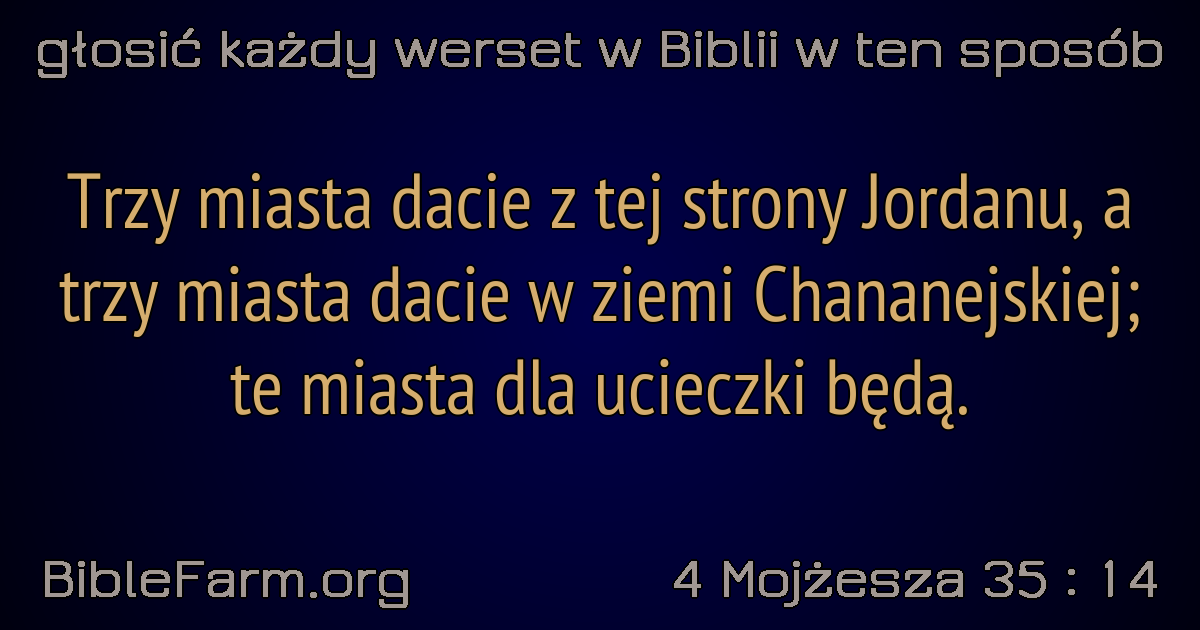 głosić każdy werset w Biblii w ten sposób
Trzy miasta dacie z tej strony Jordanu, a
trzy miasta dacie w ziemi Chananejskiej;
te miasta dla ucieczki będą.
BibleFarm.org
4 Mojżesza 35 : 14